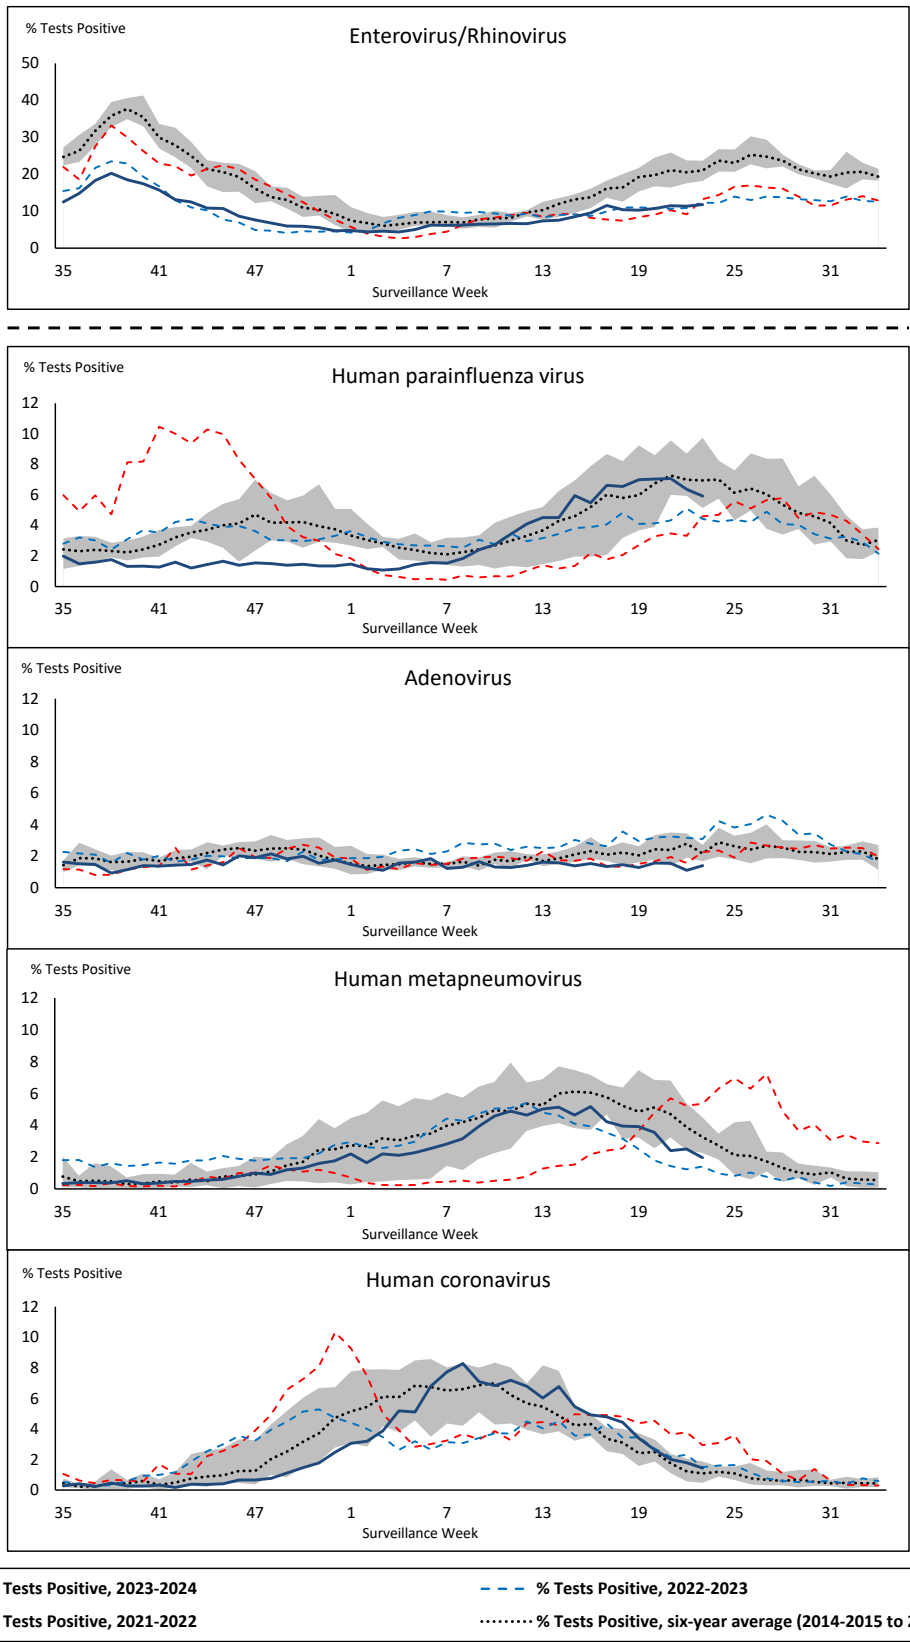 % Tests Positive
Enterovirus/Rhinovirus
50
40
30
20
10
0
35 41 47 1 7 13 19 25 31
Surveillance Week
% Tests Positive
Human parainfluenza virus
12
10
8
6
4
2
0
35 41 47 1 7 13 19 25 31
Surveillance Week
% Tests Positive
Adenovirus
12
10
8
6
4
2
0
35 41 47 1 7 13 19 25 31
Surveillance Week
% Tests Positive
Human metapneumovirus
12
10
8
6
4
2
0
35 41 47 1 7 13 19 25 31
Surveillance Week
% Tests Positive
Human coronavirus
12
10
8
6
4
2
0
35 41 47 1 7 13 19 25 31
Surveillance Week
Tests Positive, 2023-2024 % Tests Positive, 2022-2023
Tests Positive, 2021-2022 % Tests Positive, six-year average (2014-2015 to